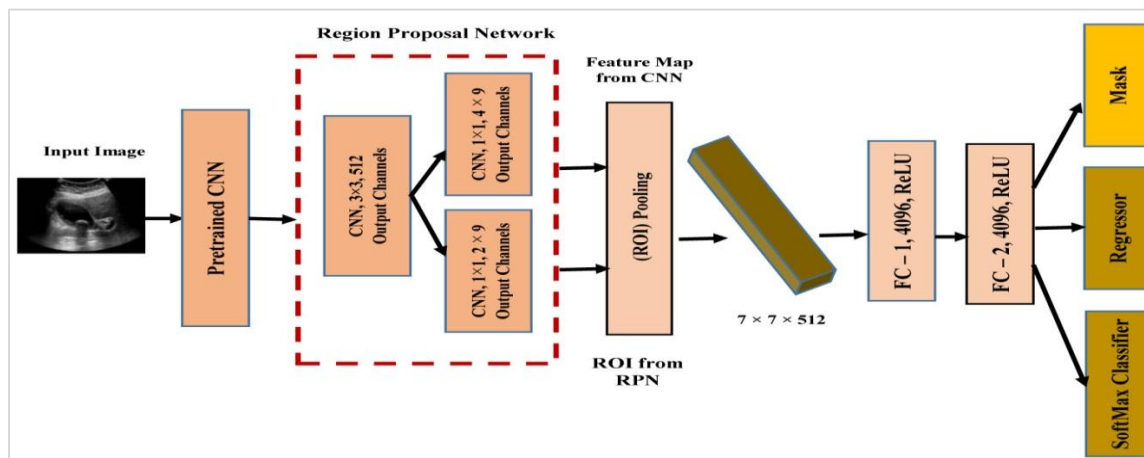 Input Image
Pretrained CNN
Region Proposal Network
CNN, 3×3, 512
Output Channels
CNN, 1×1, 4 × 9
Output Channels
CNN, 1×1, 2 × 9
Output Channels
Feature Map
from CNN
(ROI) Pooling
ROI from
RPN
7 × 7 × 512
FC – 1, 4096, ReLU
FC – 2, 4096, ReLU
Mask
Regressor
SoftMax Classifier